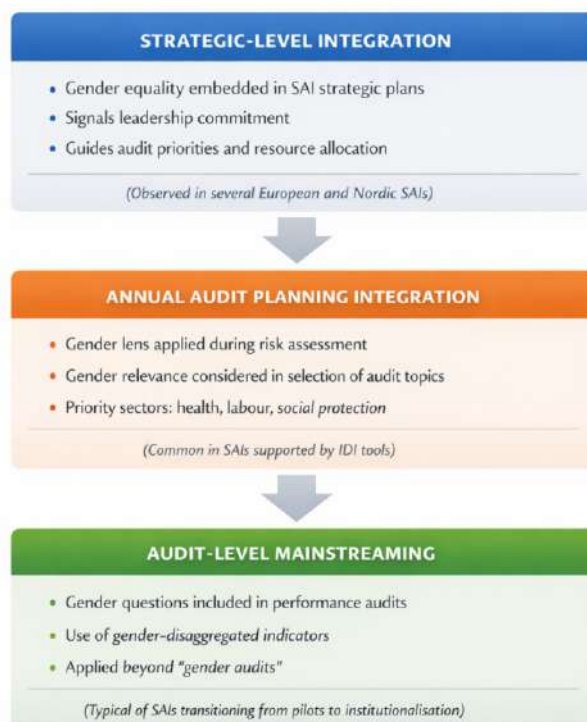 STRATEGIC-LEVEL INTEGRATION
• Gender equality embedded in SAI strategic plans
• Signals leadership commitment
• Guides audit priorities and resource allocation
(Observed in several European and Nordic SAIs)
ANNUAL AUDIT PLANNING INTEGRATION
• Gender lens applied during risk assessment
• Gender relevance considered in selection of audit topics
• Priority sectors: health, labour, social protection
(Common in SAIs supported by IDI tools)
AUDIT-LEVEL MAINSTREAMING
• Gender questions included in performance audits
• Use of gender-disaggregated indicators
• Applied beyond "gender audits"
(Typical of SAIs transitioning from pilots to institutionalisation)